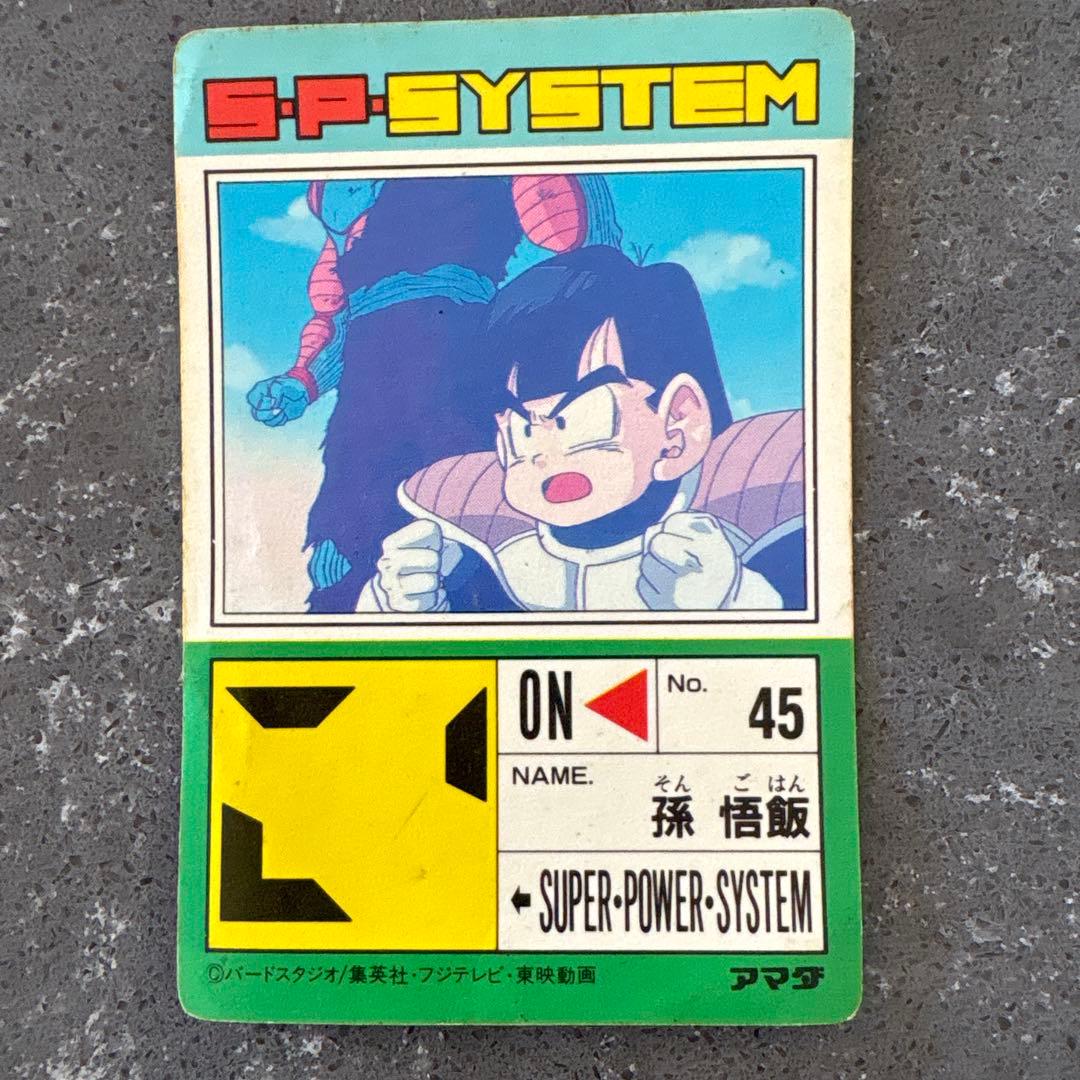 S·P·SYSTEM
ON
No.
45
NAME.
そん ご はん
孫 悟飯
←SUPER・POWER・SYSTEM
©バードスタジオ/集英社・フジテレビ・東映動画
アマダ